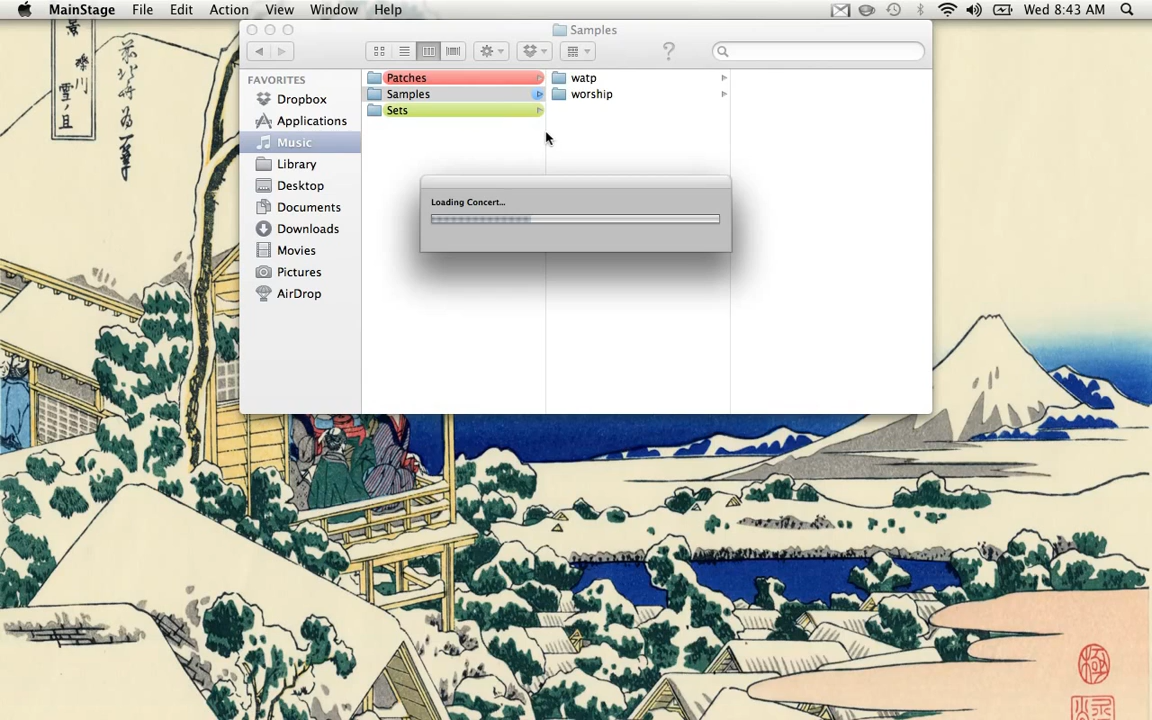 MainStage File Edit Action View Window Help Wed 8:43 AM
Samples
FAVORITES
Dropbox
Applications
Music
Library
Desktop
Documents
Downloads
Movies
Pictures
AirDrop
Patches
Samples
Sets
watp
worship
Loading Concert...